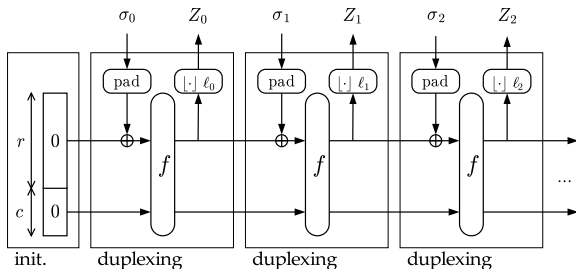 σ₀ Z₀ σ₁ Z₁ σ₂ Z₂
pad ⌊·⌋ ℓ₀ pad ⌊·⌋ ℓ₁ pad ⌊·⌋ ℓ₂
r 0 f f f
...
c 0
init. duplexing duplexing duplexing